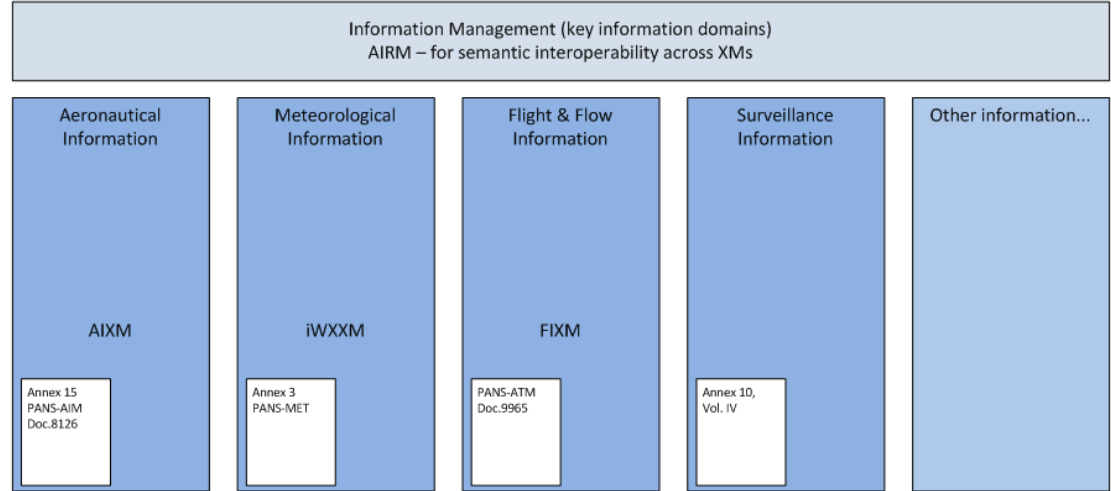 Information Management (key information domains)
AIRM – for semantic interoperability across XMs
Aeronautical
Information
AIXM
Annex 15
PANS-AIM
Doc.8126
Meteorological
Information
iWXXM
Annex 3
PANS-MET
Flight & Flow
Information
FIXM
PANS-ATM
Doc.9965
Surveillance
Information
Annex 10,
Vol. IV
Other information...